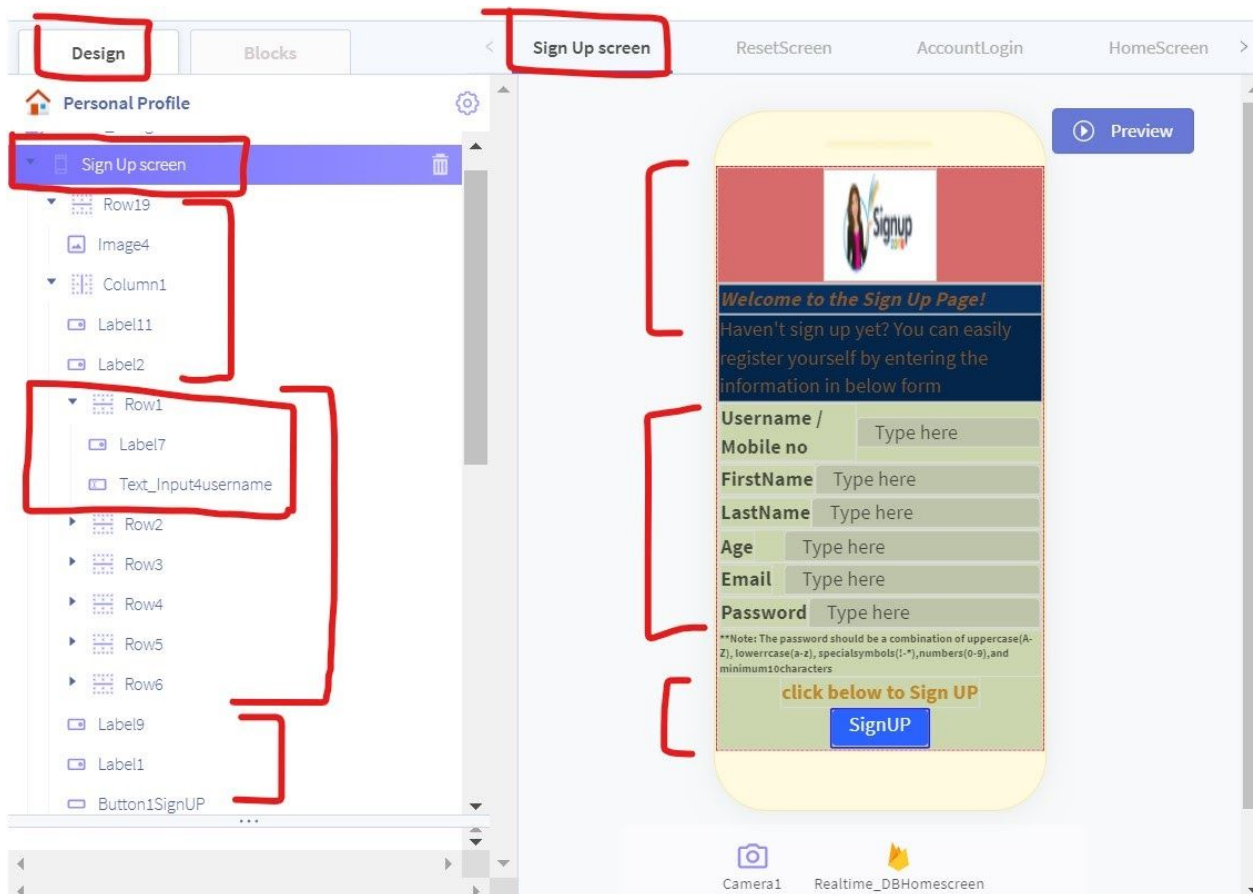 Design
Blocks
Sign Up screen
ResetScreen
AccountLogin
HomeScreen
Personal Profile
Preview
Sign Up screen
Row19
Image4
Column1
Label11
Label2
Row1
Label7
Text_Input4username
Row2
Row3
Row4
Row5
Row6
Label9
Label1
Button1SignUP
Signup
Welcome to the Sign Up Page!
Haven't sign up yet? You can easily
register yourself by entering the
information in below form
Username /
Mobile no
Type here
FirstName Type here
LastName Type here
Age Type here
Email Type here
Password Type here
**Note: The password should be a combination of uppercase(A-
Z), lowerrcase(a-z), specialsymbols(!-*),numbers(0-9),and
minimum10characters
click below to Sign UP
SignUP
Camera1
Realtime_DBHomescreen